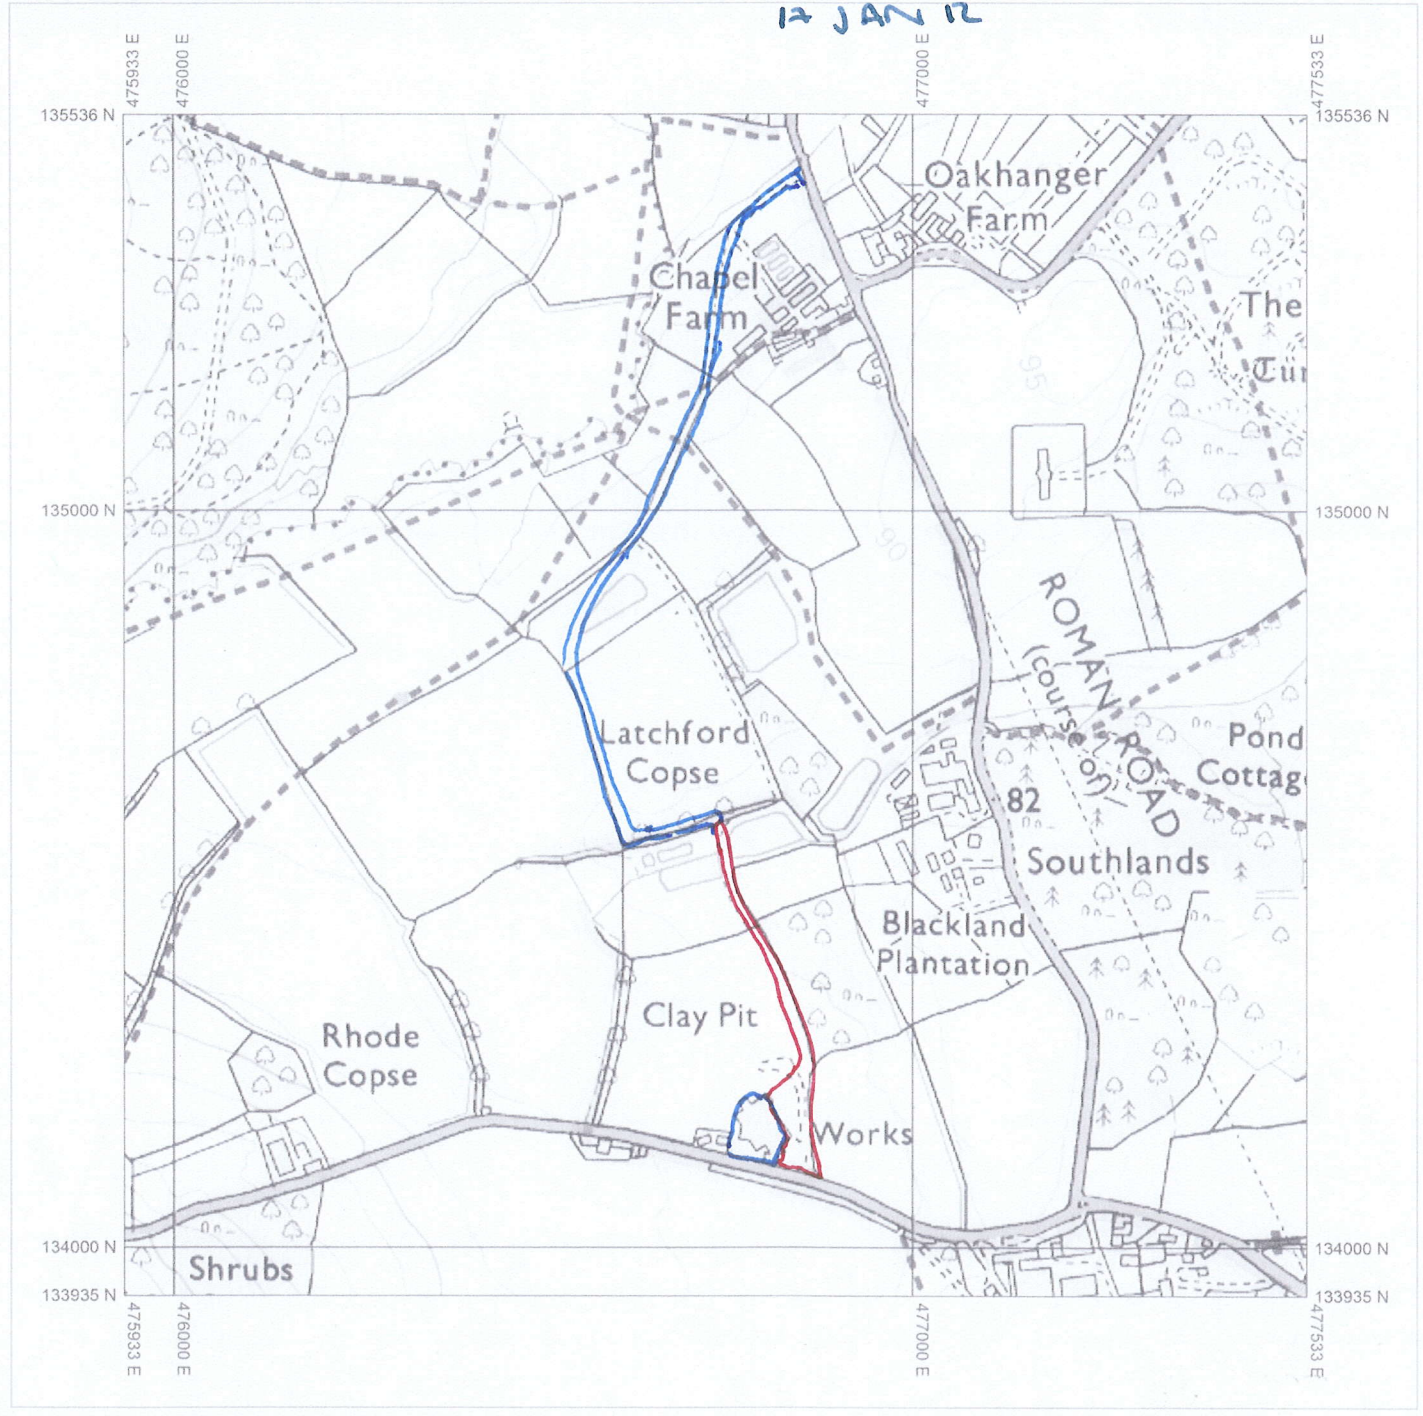 17 JAN 12
475933 E
476000 E
477000 E
477533 E
135536 N
135536 N
Oakhanger
Farm
Chapel
Farm
The
Tur
95
135000 N
135000 N
90
ROMAN ROAD
(course of)
Latchford
Copse
Pond
Cottag
82
Southlands
Blackland
Plantation
Clay Pit
Rhode
Copse
Works
134000 N
134000 N
Shrubs
133935 N
133935 N
475933 E
476000 E
477000 E
477533 E